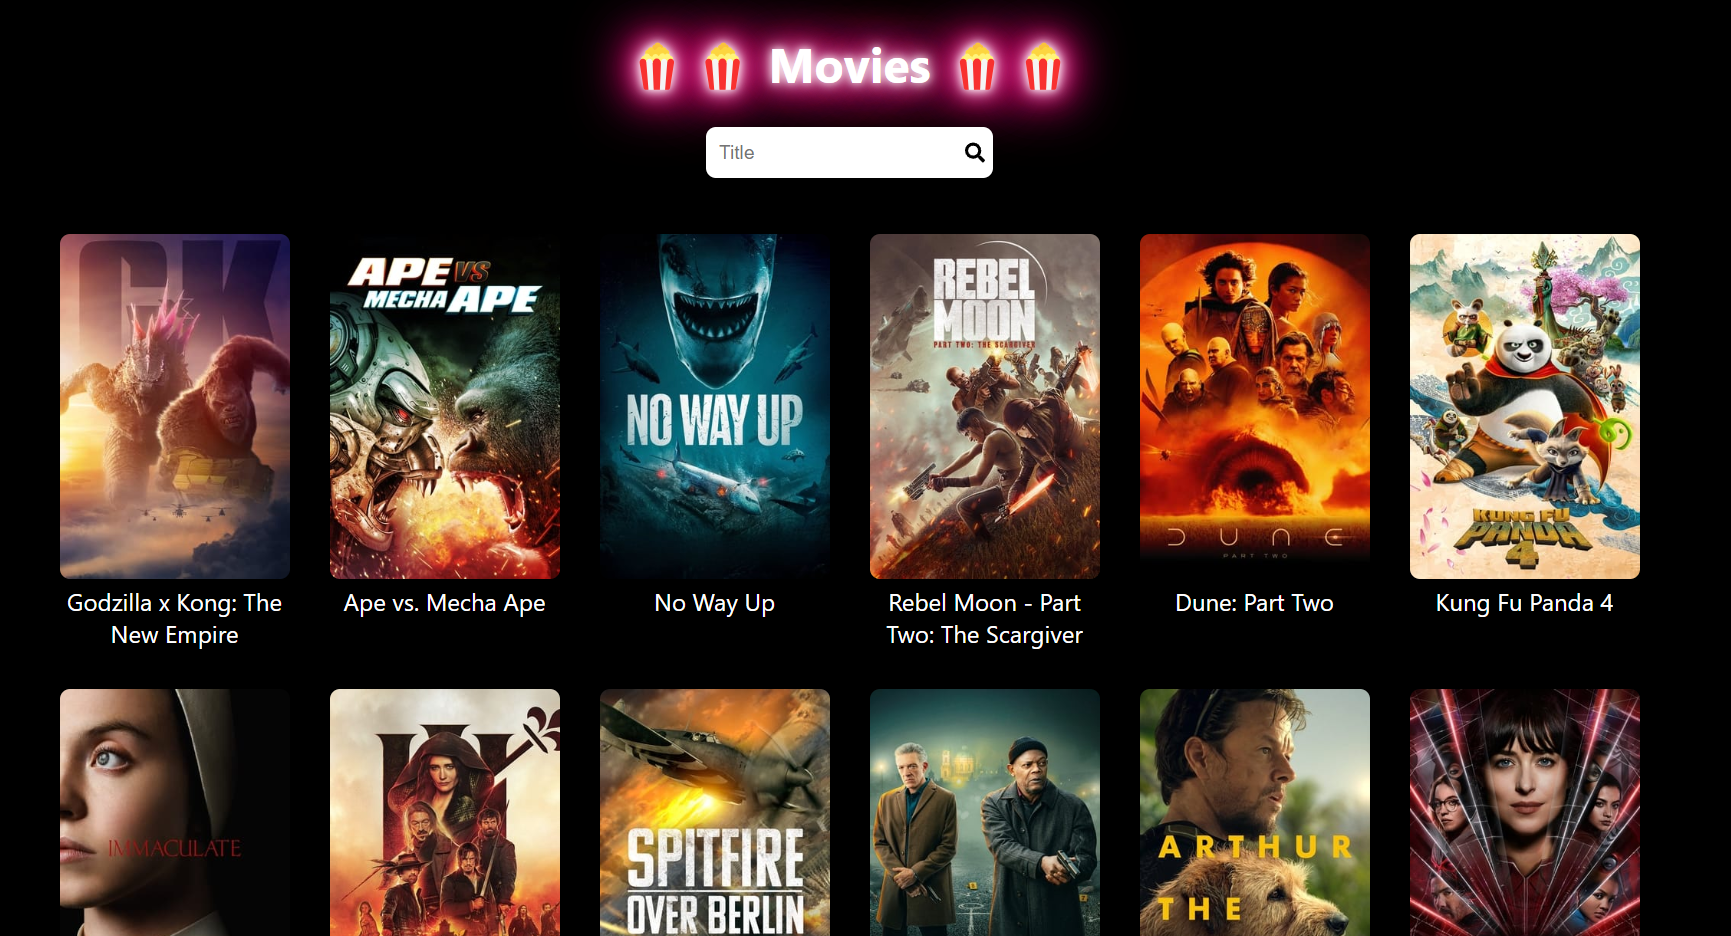 Movies
Title
GK
APE VS
MECHA APE
NO WAY UP
REBEL
MOON
PART TWO: THE SCARGIVER
DUNE
PART TWO
KUNG FU
PANDA
4
Godzilla x Kong: The
New Empire
Ape vs. Mecha Ape
No Way Up
Rebel Moon - Part
Two: The Scargiver
Dune: Part Two
Kung Fu Panda 4
IMMACULATE
SPITFIRE
OVER BERLIN
ARTHUR
THE